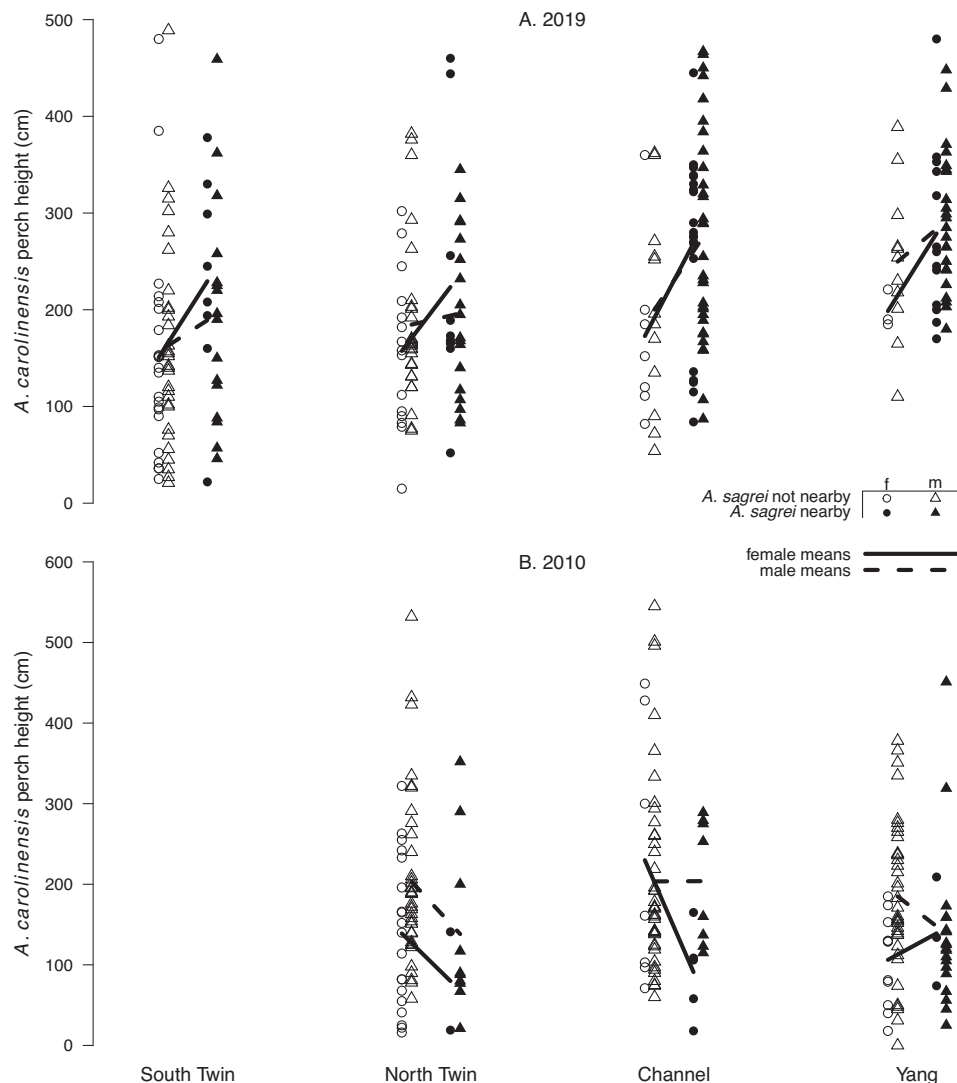 A. 2019
500
400
300
200
100
0
A. carolinensis perch height (cm)
f m
A. sagrei not nearby
A. sagrei nearby
female means
male means
B. 2010
600
500
400
300
200
100
0
A. carolinensis perch height (cm)
South Twin North Twin Channel Yang